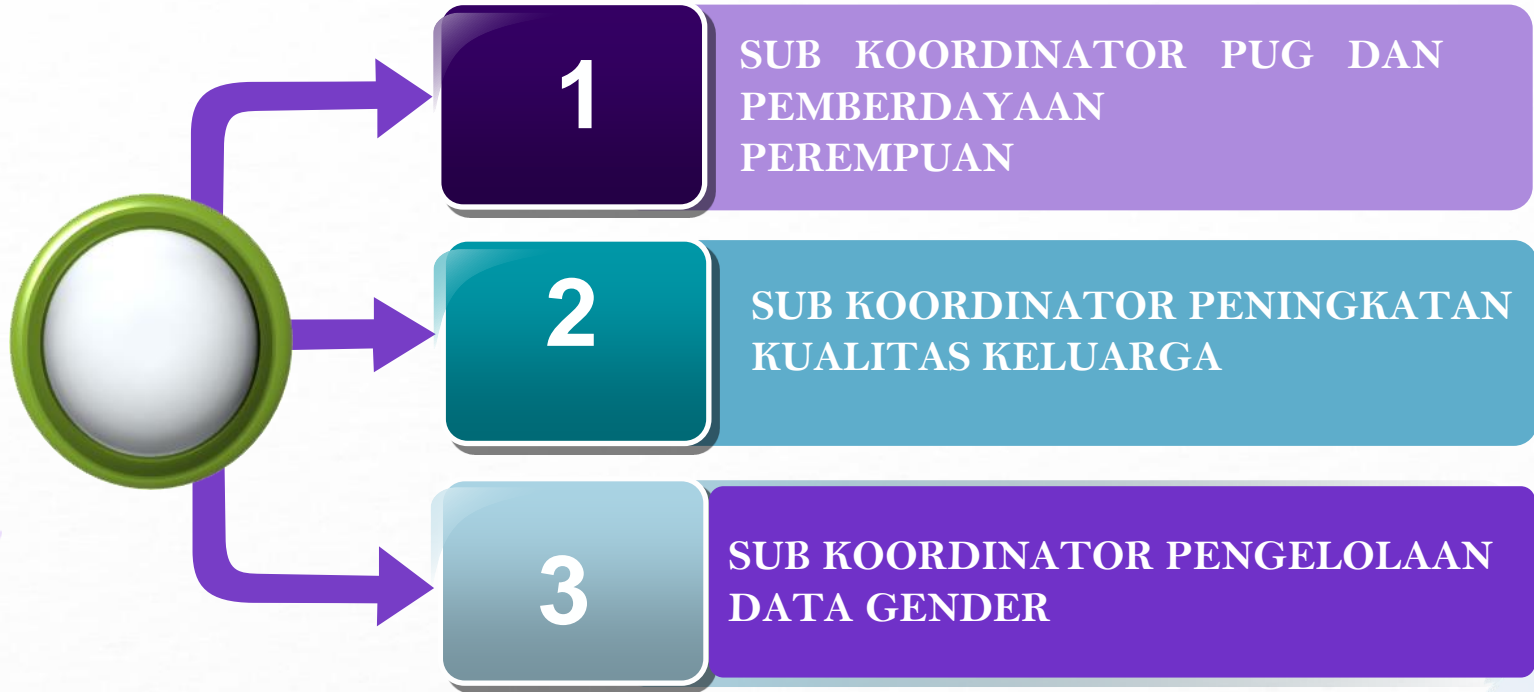 1
SUB KOORDINATOR PUG DAN
PEMBERDAYAAN
PEREMPUAN
2
SUB KOORDINATOR PENINGKATAN
KUALITAS KELUARGA
3
SUB KOORDINATOR PENGELOLAAN
DATA GENDER